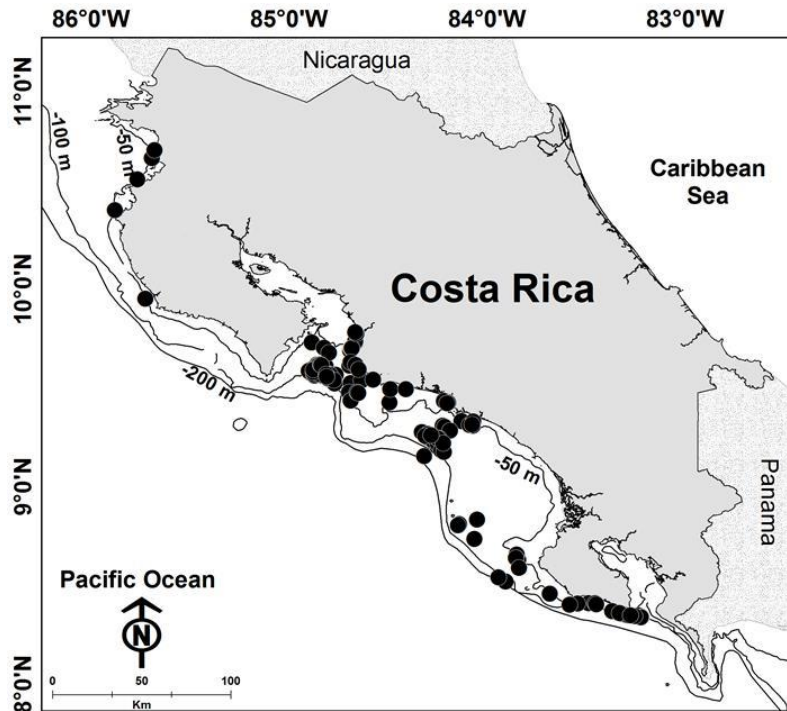 86°0'W 85°0'W 84°0'W 83°0'W
Nicaragua
11°0'N
-100 m
-50 m
Caribbean
Sea
10°0'N
Costa Rica
-200 m
9°0'N
-50 m
Panama
Pacific Ocean
N
8°0'N
0 50 100
Km